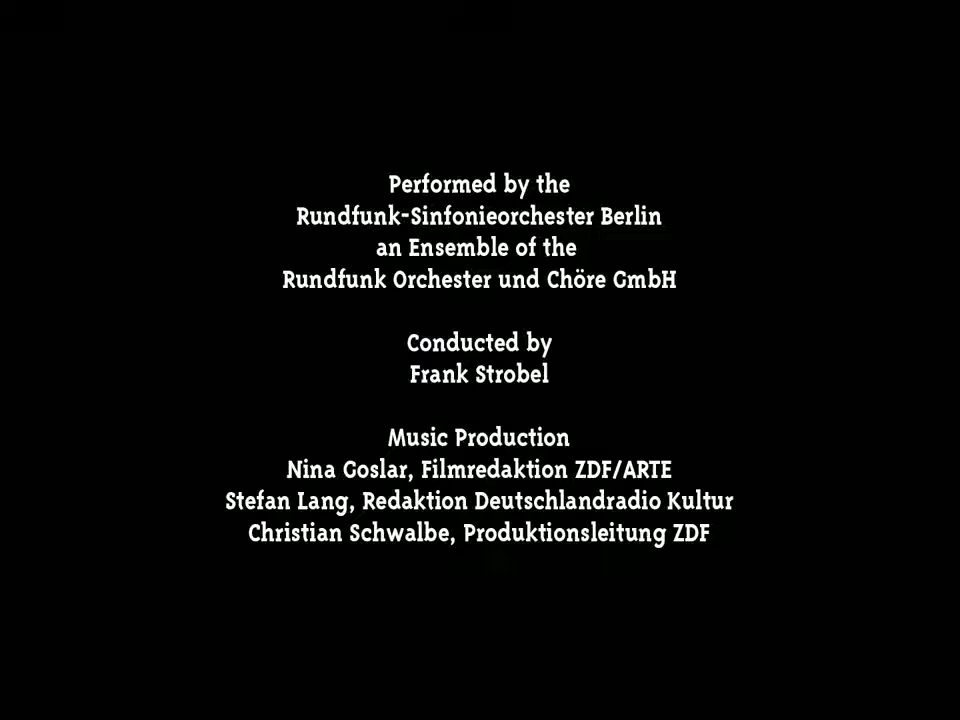 Performed by the
Rundfunk-Sinfonieorchester Berlin
an Ensemble of the
Rundfunk Orchester und Chöre GmbH
Conducted by
Frank Strobel
Music Production
Nina Goslar, Filmredaktion ZDF/ARTE
Stefan Lang, Redaktion Deutschlandradio Kultur
Christian Schwalbe, Produktionsleitung ZDF